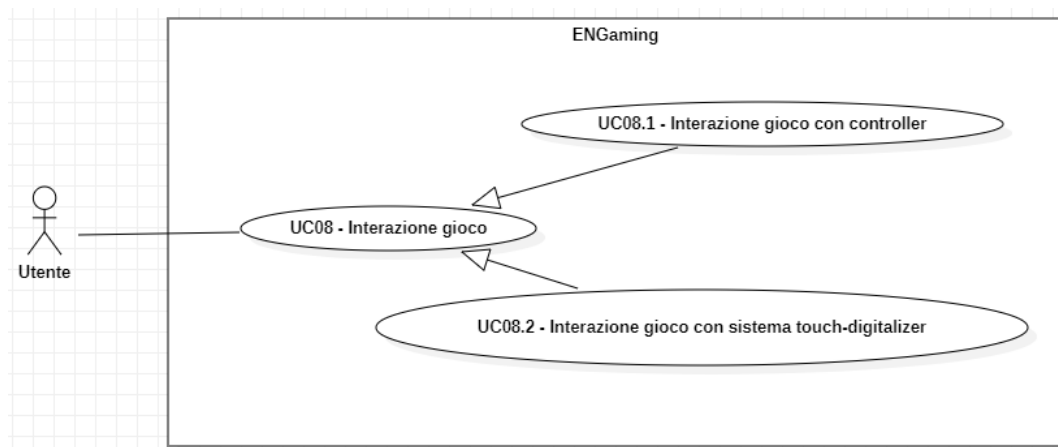 ENGaming
UC08.1 - Interazione gioco con controller
UC08 - Interazione gioco
Utente
UC08.2 - Interazione gioco con sistema touch-digitalizer